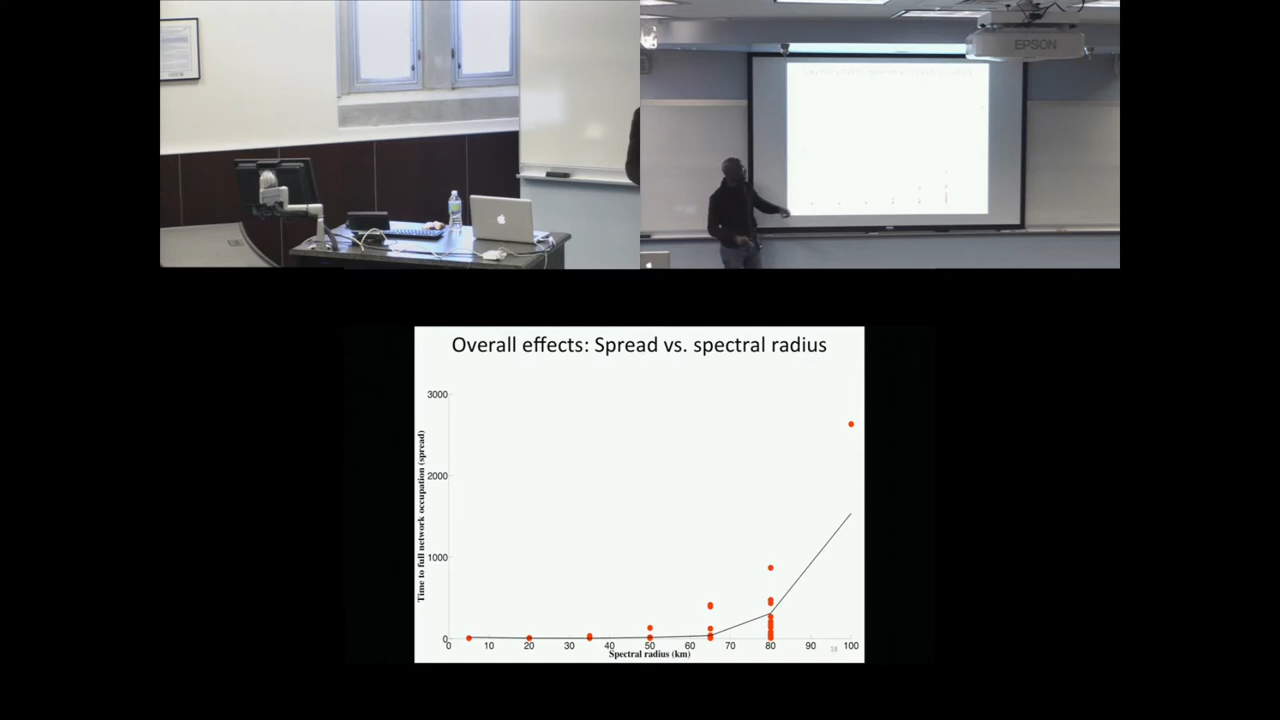 EPSON
Overall effects: Spread vs. spectral radius
Time to full network occupation (spread)
3000
2000
1000
0
0 10 20 30 40 50 60 70 80 90 100
Spectral radius (km)
18